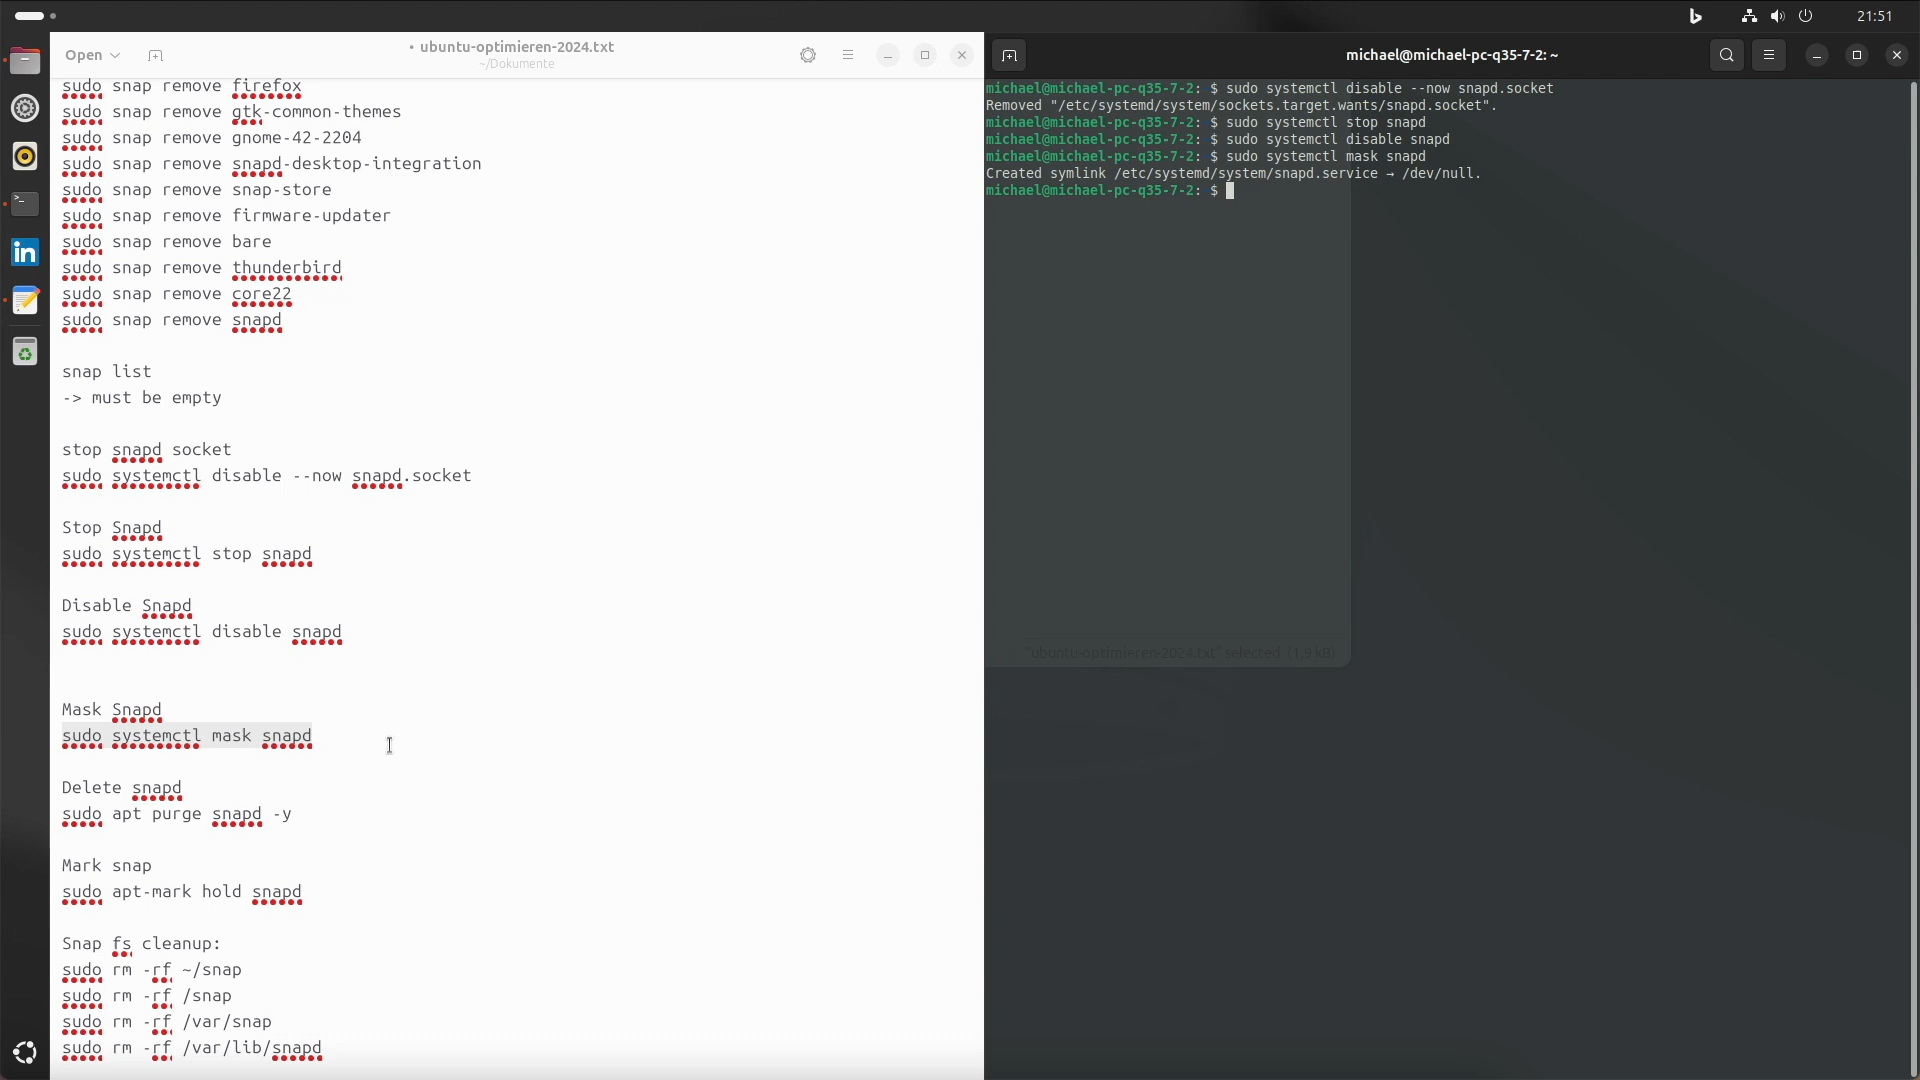 21:51
Open
• ubuntu-optimieren-2024.txt
~/Dokumente
sudo snap remove firefox
sudo snap remove gtk-common-themes
sudo snap remove gnome-42-2204
sudo snap remove snapd-desktop-integration
sudo snap remove snap-store
sudo snap remove firmware-updater
sudo snap remove bare
sudo snap remove thunderbird
sudo snap remove core22
sudo snap remove snapd
snap list
-> must be empty
stop snapd socket
sudo systemctl disable --now snapd.socket
Stop Snapd
sudo systemctl stop snapd
Disable Snapd
sudo systemctl disable snapd
Mask Snapd
sudo systemctl mask snapd
Delete snapd
sudo apt purge snapd -y
Mark snap
sudo apt-mark hold snapd
Snap fs cleanup:
sudo rm -rf ~/snap
sudo rm -rf /snap
sudo rm -rf /var/snap
sudo rm -rf /var/lib/snapd
michael@michael-pc-q35-7-2: ~
michael@michael-pc-q35-7-2: $ sudo systemctl disable --now snapd.socket
Removed "/etc/systemd/system/sockets.target.wants/snapd.socket".
michael@michael-pc-q35-7-2: $ sudo systemctl stop snapd
michael@michael-pc-q35-7-2: $ sudo systemctl disable snapd
michael@michael-pc-q35-7-2: $ sudo systemctl mask snapd
Created symlink /etc/systemd/system/snapd.service → /dev/null.
michael@michael-pc-q35-7-2: $
"ubuntu-optimieren-2024.txt" selected (1,9 kB)
in